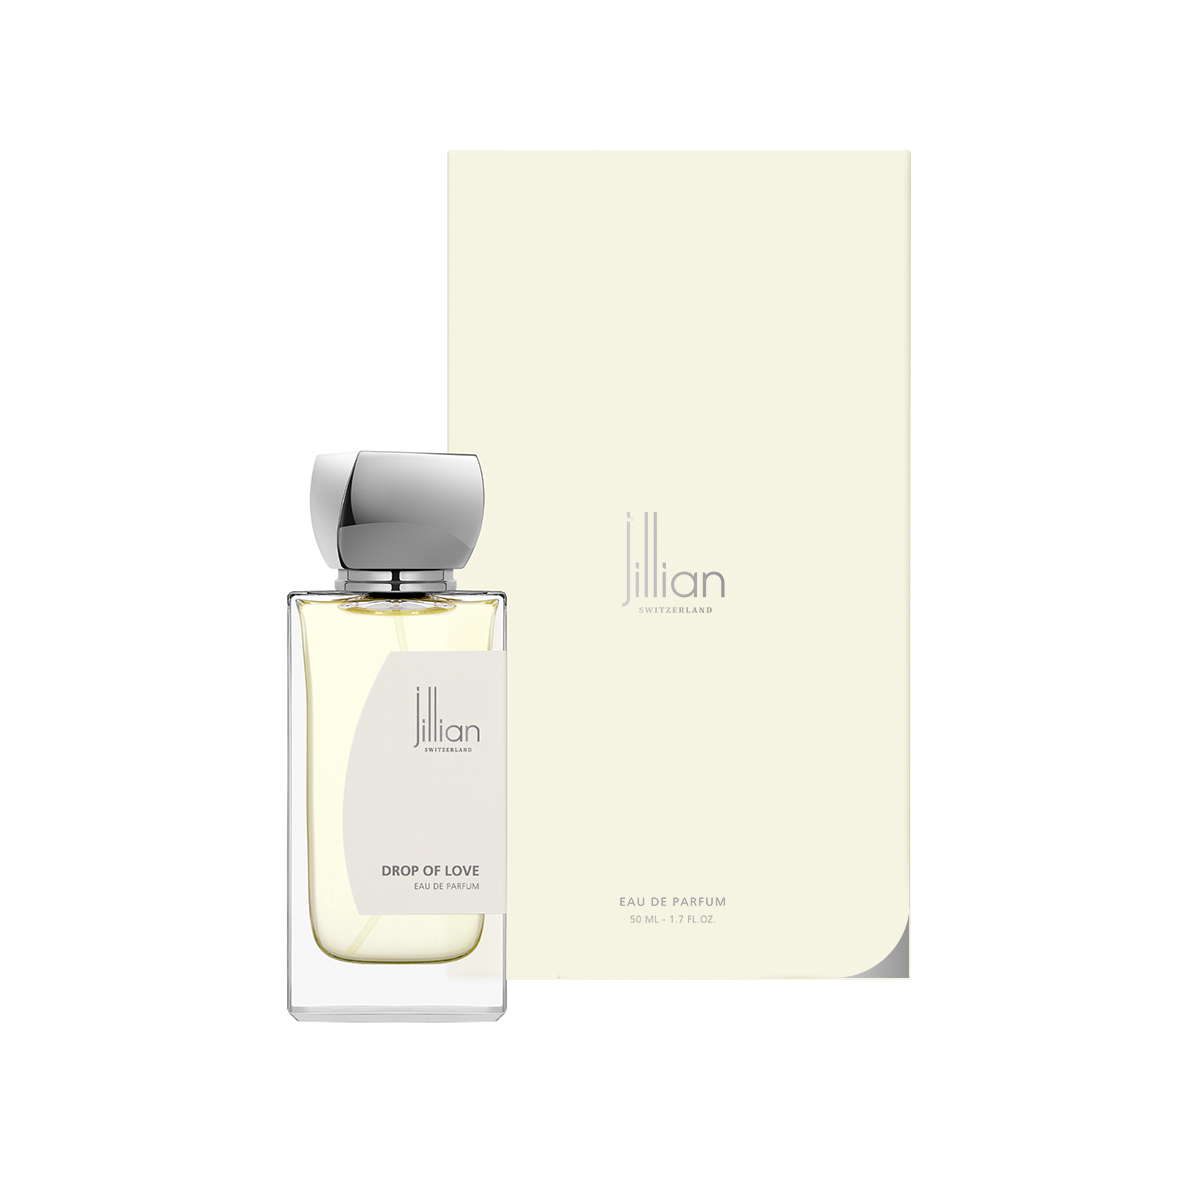 jillian
SWITZERLAND
DROP OF LOVE
EAU DE PARFUM
jillian
SWITZERLAND
EAU DE PARFUM
50 ML - 1.7 FL.OZ.